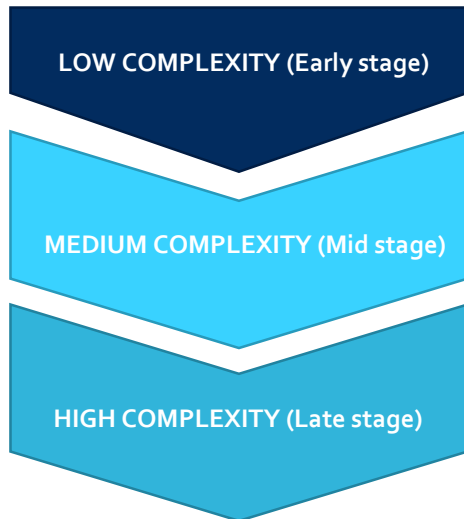 LOW COMPLEXITY (Early stage)
MEDIUM COMPLEXITY (Mid stage)
HIGH COMPLEXITY (Late stage)